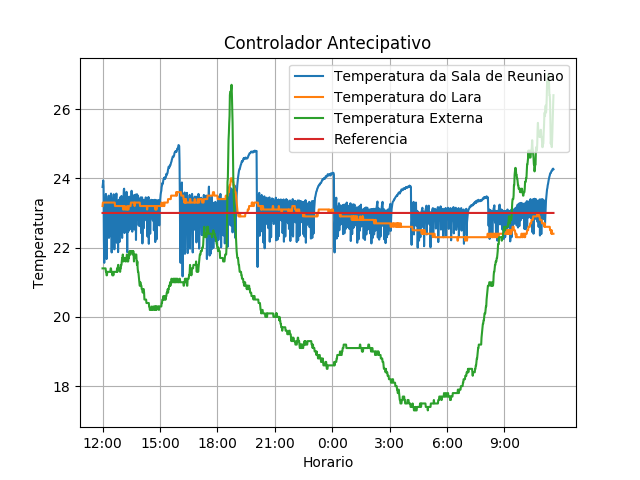 Controlador Antecipativo
Temperatura da Sala de Reuniao
Temperatura do Lara
Temperatura Externa
Referencia
Temperatura
26
24
22
20
18
12:00 15:00 18:00 21:00 0:00 3:00 6:00 9:00
Horario